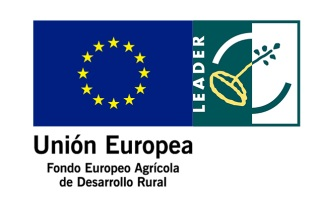 LEADER
Unión Europea
Fondo Europeo Agrícola
de Desarrollo Rural